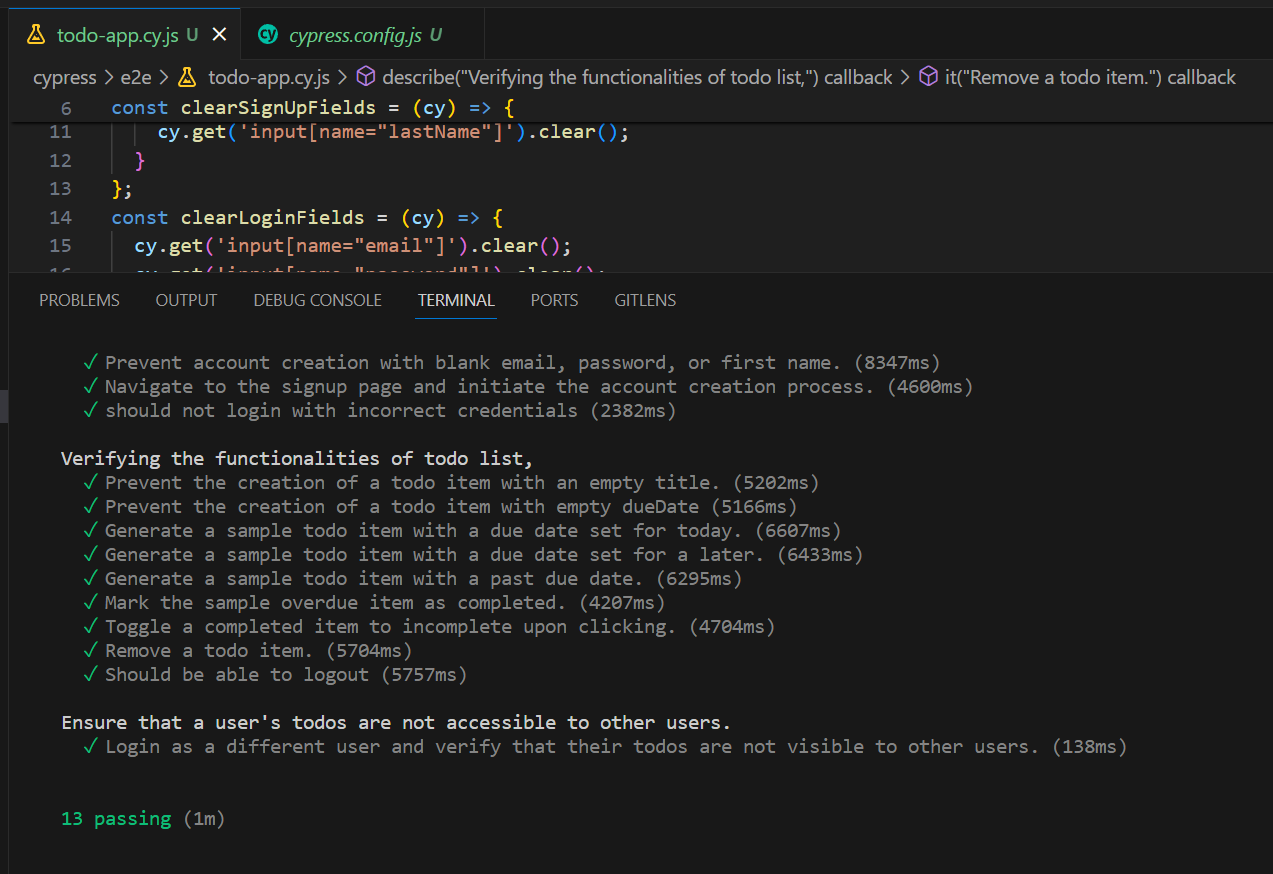 todo-app.cy.js U
cypress.config.js U
cypress > e2e > todo-app.cy.js > describe("Verifying the functionalities of todo list,") callback > it("Remove a todo item.") callback
6 const clearSignUpFields = (cy) => {
11 cy.get('input[name="lastName"]').clear();
12 }
13 };
14 const clearLoginFields = (cy) => {
15 cy.get('input[name="email"]').clear();
16 cy.get('input[name="password"]').clear();
PROBLEMS OUTPUT DEBUG CONSOLE TERMINAL PORTS GITLENS
✓ Prevent account creation with blank email, password, or first name. (8347ms)
✓ Navigate to the signup page and initiate the account creation process. (4600ms)
✓ should not login with incorrect credentials (2382ms)
Verifying the functionalities of todo list,
✓ Prevent the creation of a todo item with an empty title. (5202ms)
✓ Prevent the creation of a todo item with empty dueDate (5166ms)
✓ Generate a sample todo item with a due date set for today. (6607ms)
✓ Generate a sample todo item with a due date set for a later. (6433ms)
✓ Generate a sample todo item with a past due date. (6295ms)
✓ Mark the sample overdue item as completed. (4207ms)
✓ Toggle a completed item to incomplete upon clicking. (4704ms)
✓ Remove a todo item. (5704ms)
✓ Should be able to logout (5757ms)
Ensure that a user's todos are not accessible to other users.
✓ Login as a different user and verify that their todos are not visible to other users. (138ms)
13 passing (1m)